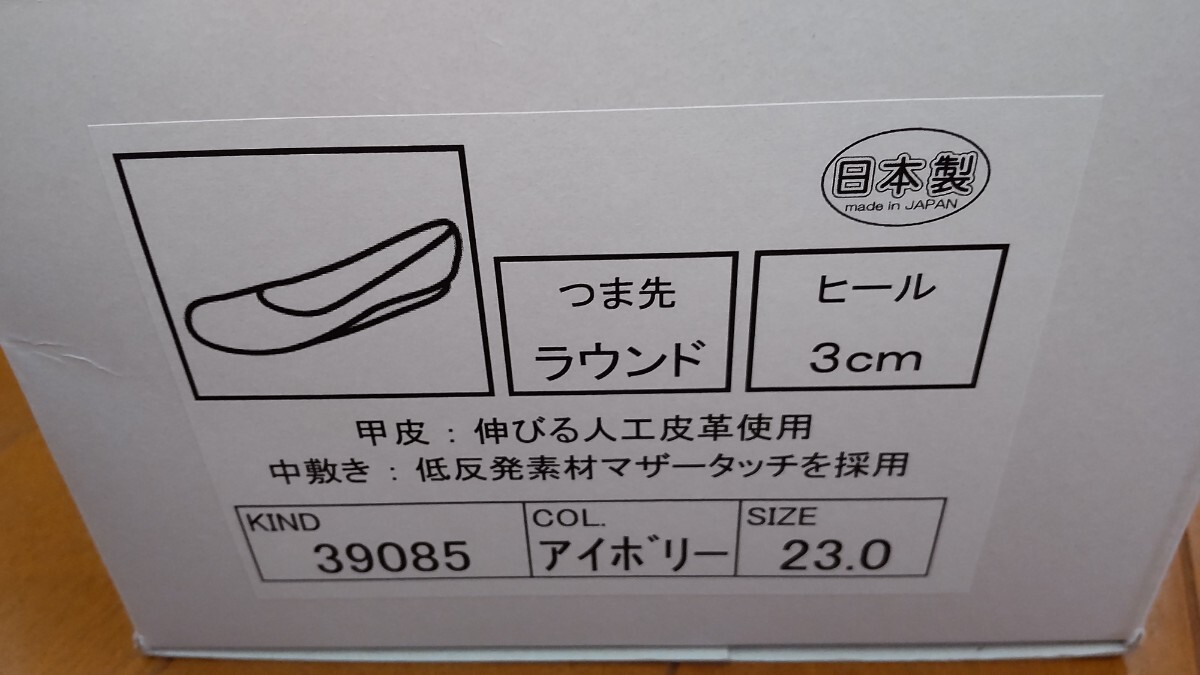 日本製
made in JAPAN
つま先
ラウンド
ヒール
3cm
甲皮：伸びる人工皮革使用
中敷き：低反発素材マザータッチを採用
KIND
39085
COL.
アイボリー
SIZE
23.0